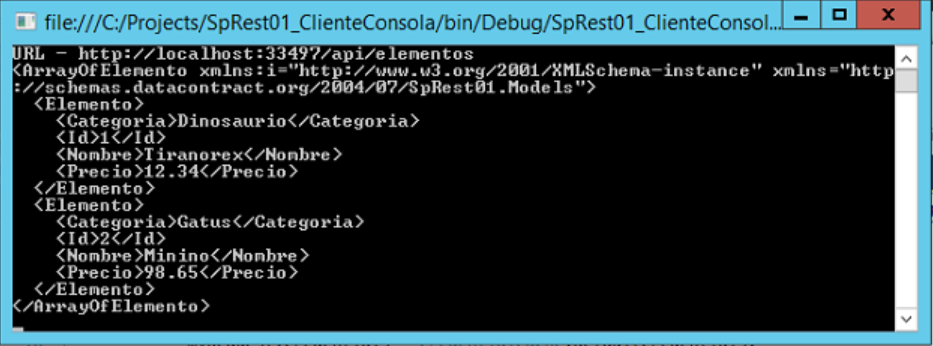 file:///C:/Projects/SpRest01_ClienteConsola/bin/Debug/SpRest01_ClienteConsol...
URL - http://localhost:33497/api/elementos
<ArrayOfElemento xmlns:i="http://www.w3.org/2001/XMLSchema-instance" xmlns="http
://schemas.datacontract.org/2004/07/SpRest01.Models">
  <Elemento>
    <Categoria>Dinosaurio</Categoria>
    <Id>1</Id>
    <Nombre>Tiranorex</Nombre>
    <Precio>12.34</Precio>
  </Elemento>
  <Elemento>
    <Categoria>Gatus</Categoria>
    <Id>2</Id>
    <Nombre>Minino</Nombre>
    <Precio>98.65</Precio>
  </Elemento>
</ArrayOfElemento>